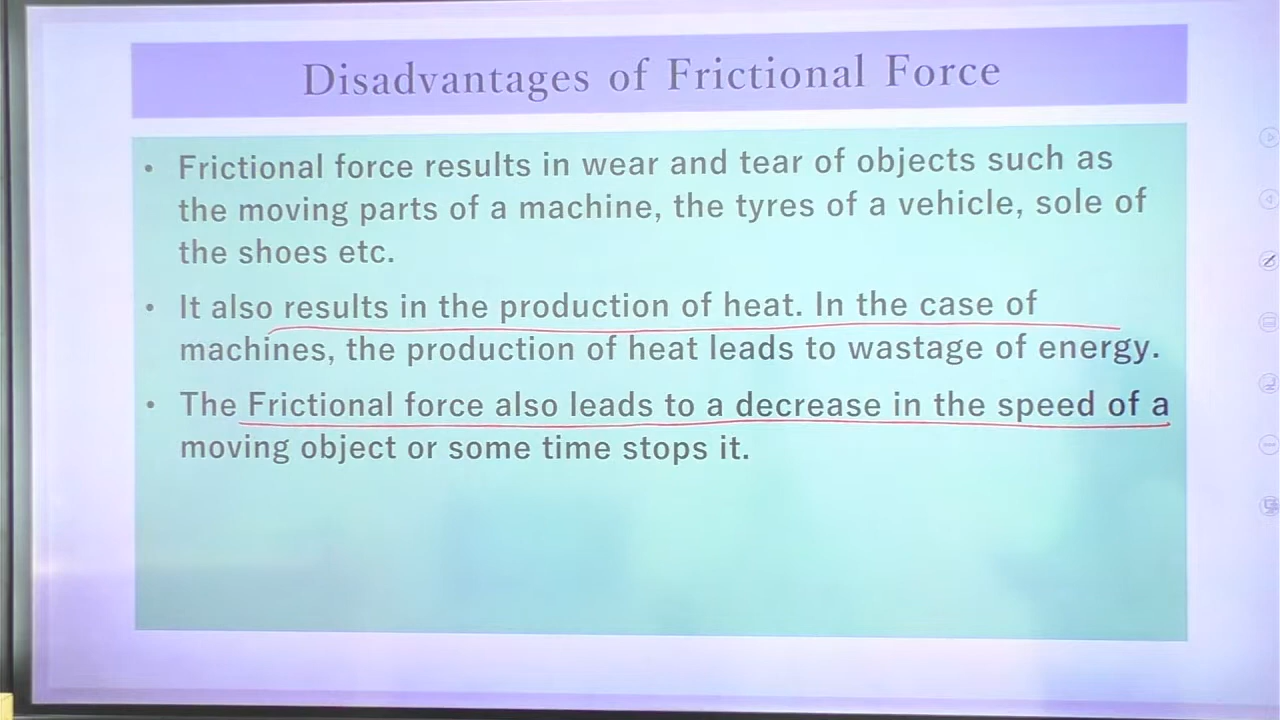 Disadvantages of Frictional Force
• Frictional force results in wear and tear of objects such as
the moving parts of a machine, the tyres of a vehicle, sole of
the shoes etc.
• It also results in the production of heat. In the case of
machines, the production of heat leads to wastage of energy.
• The Frictional force also leads to a decrease in the speed of a
moving object or some time stops it.